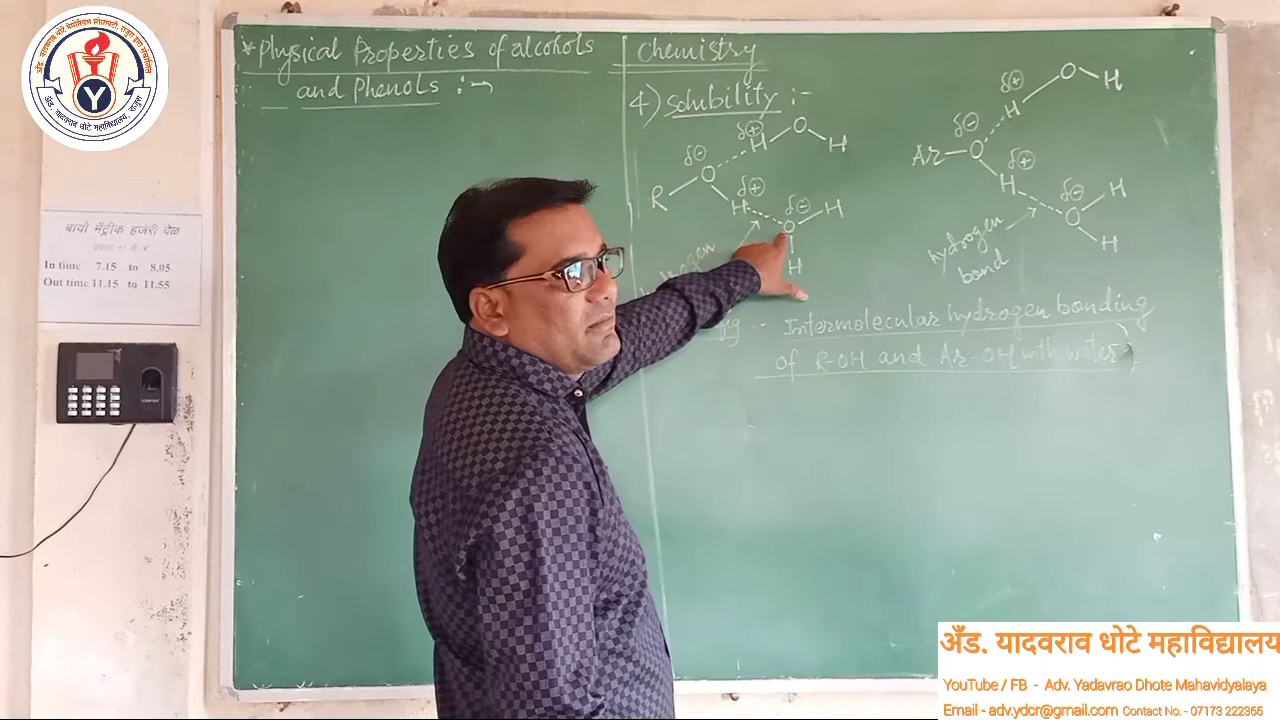 * Physical Properties of alcohols
and Phenols :-
Chemistry
4) Solubility :-
R
O
δ⊖
H
δ⊕
O
H
H
δ⊕
O
δ⊖
H
H
Ar
O
δ⊖
H
δ⊕
O
H
H
δ⊕
O
δ⊖
H
H
hydrogen
bond
fig :- Intermolecular hydrogen bonding
of R-OH and Ar-OH with water
बायो मॅट्रीक हजेरी वेळ
In time 7.15 to 8.05
Out time 11.15 to 11.55
Y
अ‍ॅड. यादवराव धोटे महाविद्यालय
YouTube / FB - Adv. Yadavrao Dhote Mahavidyalaya
Email - adv.ydcr@gmail.com Contact No. - 07173 222365